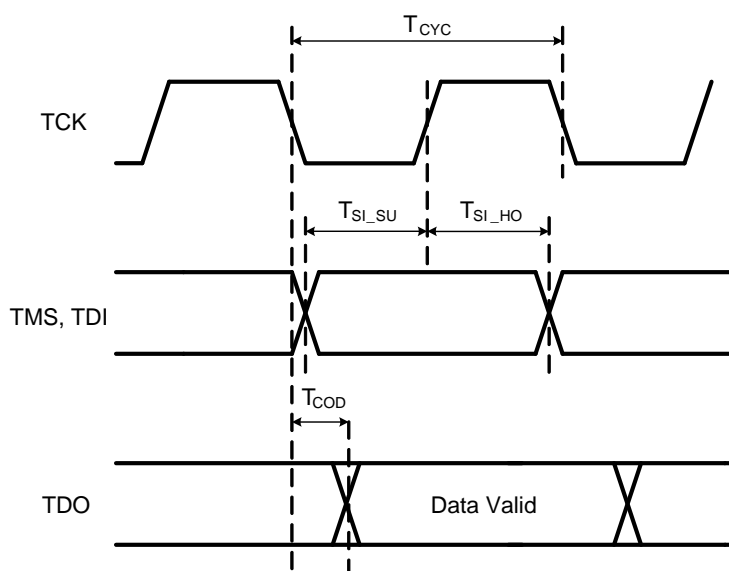 TCYC
TCK
TSI_SU TSI_HO
TMS, TDI
TCOD
TDO Data Valid